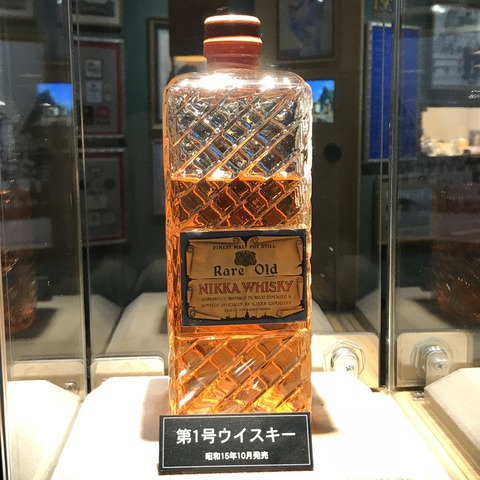 FINEST MALT POT STILL
Rare Old
NIKKA WHISKY
第1号ウイスキー
昭和15年10月発売